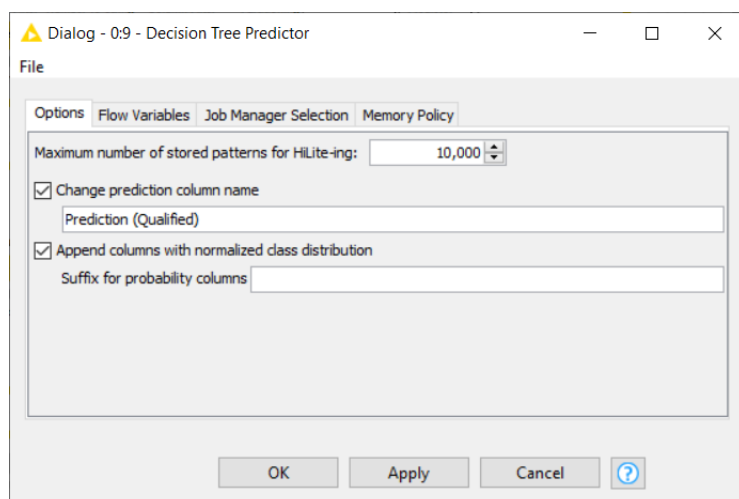 Dialog - 0:9 - Decision Tree Predictor
File
Options Flow Variables Job Manager Selection Memory Policy
Maximum number of stored patterns for HiLite-ing: 10,000
Change prediction column name
Prediction (Qualified)
Append columns with normalized class distribution
Suffix for probability columns
OK Apply Cancel ?